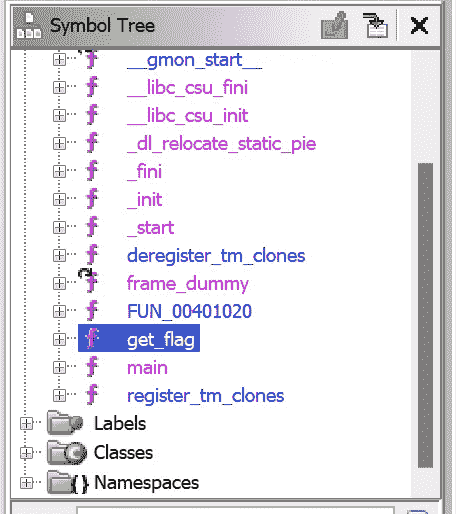 Symbol Tree
__gmon_start__
__libc_csu_fini
__libc_csu_init
_dl_relocate_static_pie
_fini
_init
_start
deregister_tm_clones
frame_dummy
FUN_00401020
get_flag
main
register_tm_clones
Labels
Classes
Namespaces